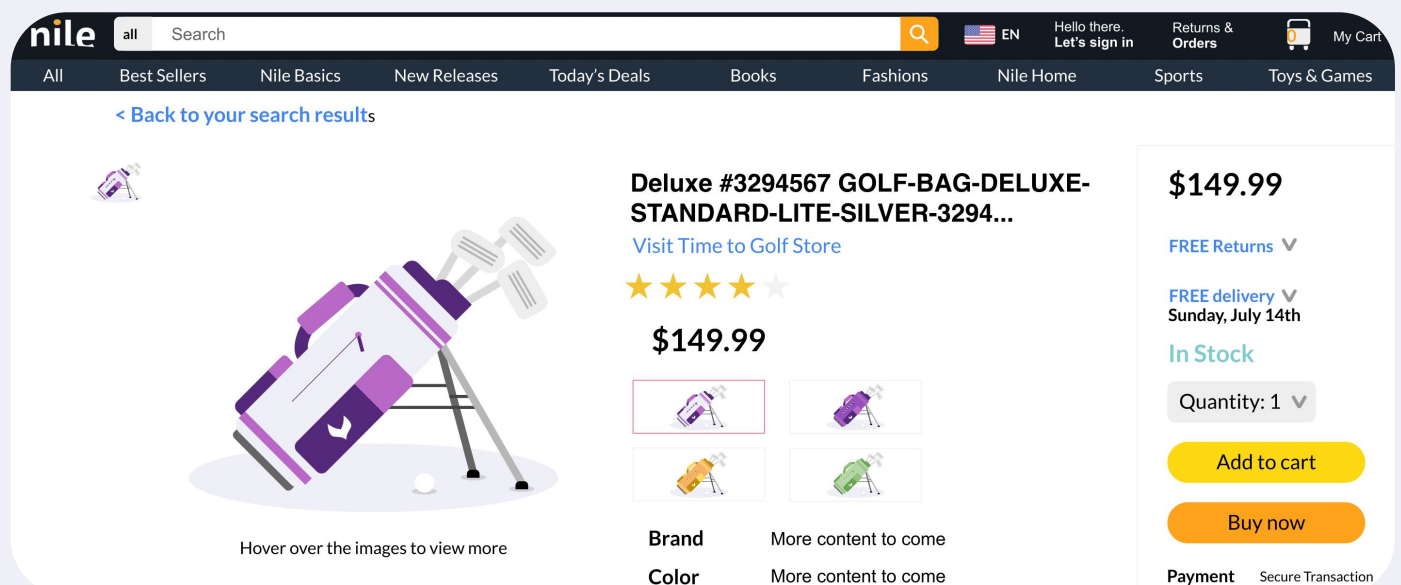 nile
all
Search
EN
Hello there.
Let's sign in
Returns &
Orders
0
My Cart
All
Best Sellers
Nile Basics
New Releases
Today's Deals
Books
Fashions
Nile Home
Sports
Toys & Games
< Back to your search results
Deluxe #3294567 GOLF-BAG-DELUXE-
STANDARD-LITE-SILVER-3294...
Visit Time to Golf Store
$149.99
Hover over the images to view more
Brand More content to come
Color More content to come
$149.99
FREE Returns
FREE delivery
Sunday, July 14th
In Stock
Quantity: 1
Add to cart
Buy now
Payment Secure Transaction